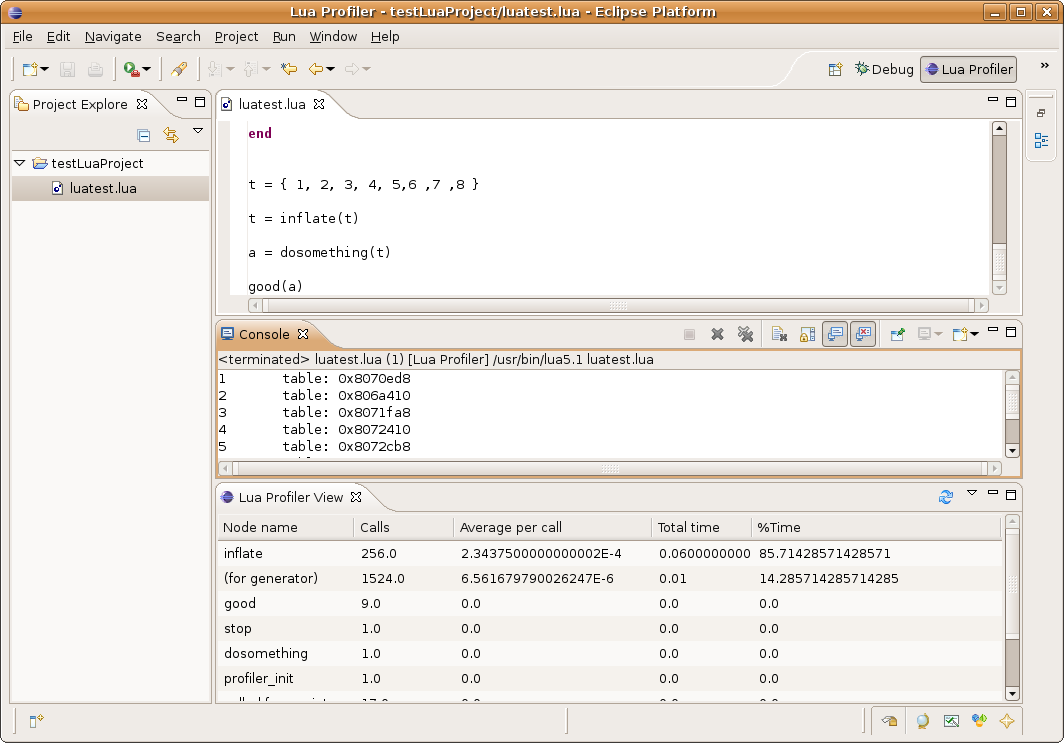 Lua Profiler - testLuaProject/luatest.lua - Eclipse Platform
File Edit Navigate Search Project Run Window Help
Debug Lua Profiler »
Project Explore
testLuaProject
luatest.lua
luatest.lua
end
t = { 1, 2, 3, 4, 5,6 ,7 ,8 }
t = inflate(t)
a = dosomething(t)
good(a)
Console
<terminated> luatest.lua (1) [Lua Profiler] /usr/bin/lua5.1 luatest.lua
1 table: 0x8070ed8
2 table: 0x806a410
3 table: 0x8071fa8
4 table: 0x8072410
5 table: 0x8072cb8
Lua Profiler View
Node name Calls Average per call Total time %Time
inflate 256.0 2.3437500000000002E-4 0.0600000000 85.71428571428571
(for generator) 1524.0 6.561679790026247E-6 0.01 14.285714285714285
good 9.0 0.0 0.0 0.0
stop 1.0 0.0 0.0 0.0
dosomething 1.0 0.0 0.0 0.0
profiler_init 1.0 0.0 0.0 0.0